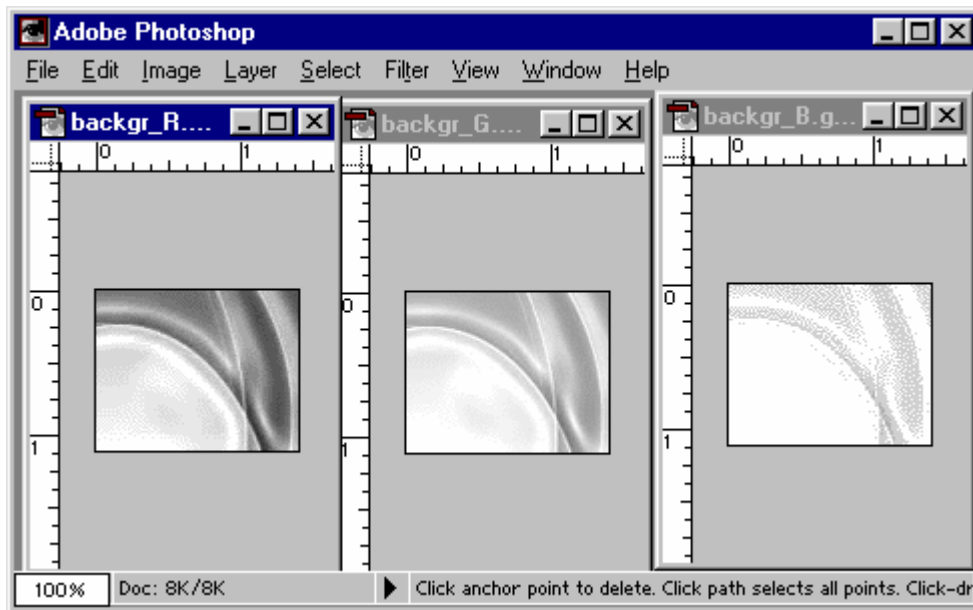 Adobe Photoshop
File Edit Image Layer Select Filter View Window Help
backgr_R.... backgr_G.... backgr_B.g...
0 1 0 1 0 1
0 0 0
1 1 1
100% Doc: 8K/8K Click anchor point to delete. Click path selects all points. Click-dr